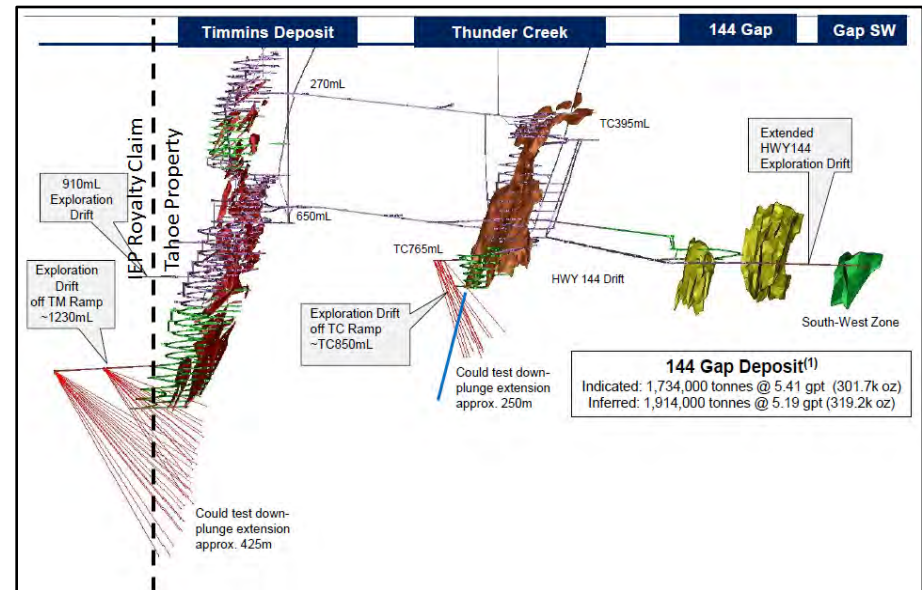 Timmins Deposit
Thunder Creek
144 Gap
Gap SW
270mL
TC395mL
Extended
HWY144
Exploration Drift
IEP Royalty Claim
Tahoe Property
910mL
Exploration
Drift
650mL
TC765mL
HWY 144 Drift
Exploration
Drift
off TM Ramp
~1230mL
Exploration Drift
off TC Ramp
~TC850mL
South-West Zone
Could test down-
plunge extension
approx. 250m
144 Gap Deposit(1)
Indicated: 1,734,000 tonnes @ 5.41 gpt (301.7k oz)
Inferred: 1,914,000 tonnes @ 5.19 gpt (319.2k oz)
Could test down-
plunge extension
approx. 425m